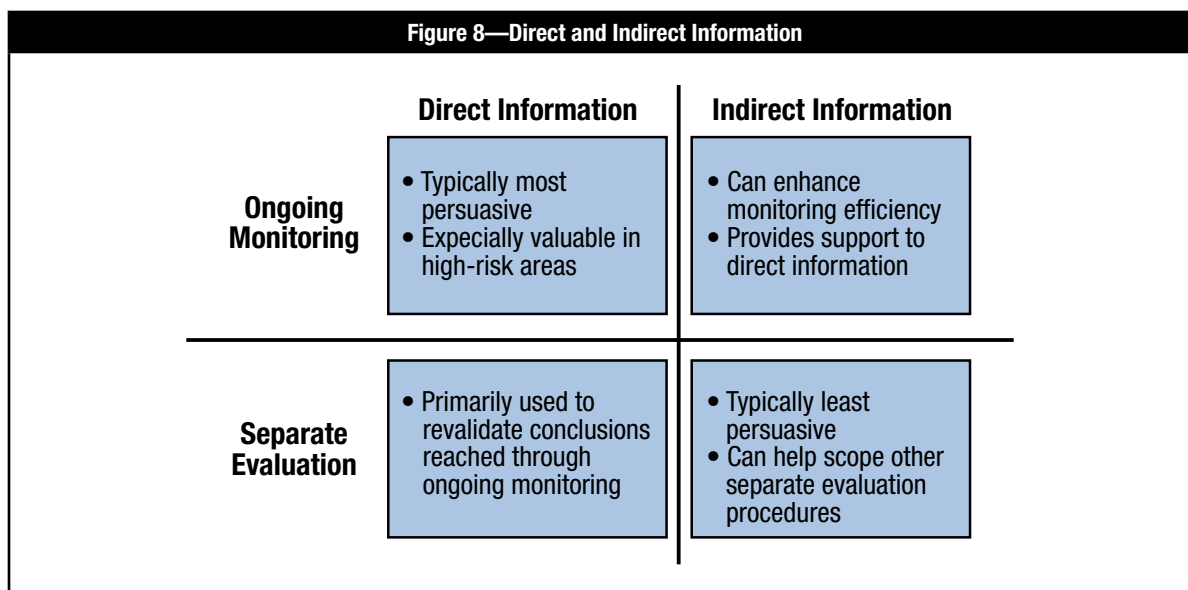 Figure 8—Direct and Indirect Information
Direct Information
Indirect Information
Ongoing
Monitoring
• Typically most
persuasive
• Expecially valuable in
high-risk areas
• Can enhance
monitoring efficiency
• Provides support to
direct information
Separate
Evaluation
• Primarily used to
revalidate conclusions
reached through
ongoing monitoring
• Typically least
persuasive
• Can help scope other
separate evaluation
procedures